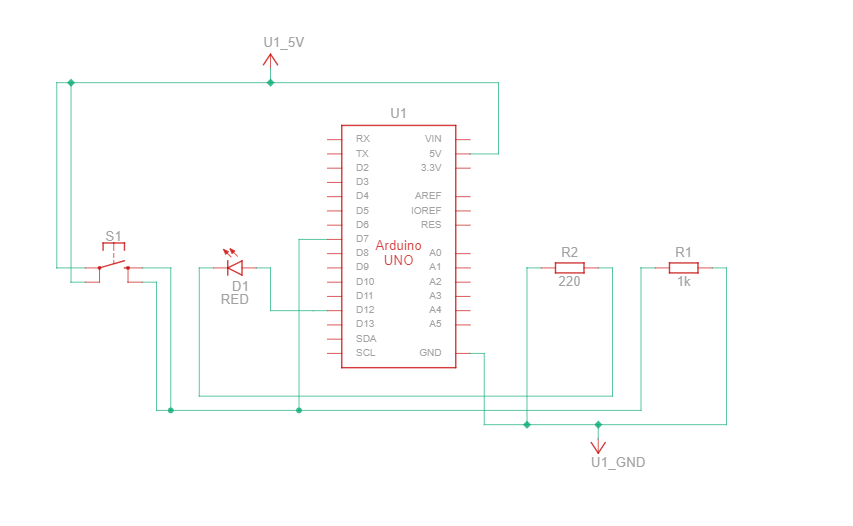 U1_5V
U1
RX
VIN
TX
5V
D2
3.3V
D3
D4
AREF
D5
IOREF
D6
RES
D7
Arduino
UNO
D8
A0
D9
A1
D10
A2
D11
A3
D12
A4
D13
A5
SDA
SCL
GND
S1
D1
RED
R2
220
R1
1k
U1_GND